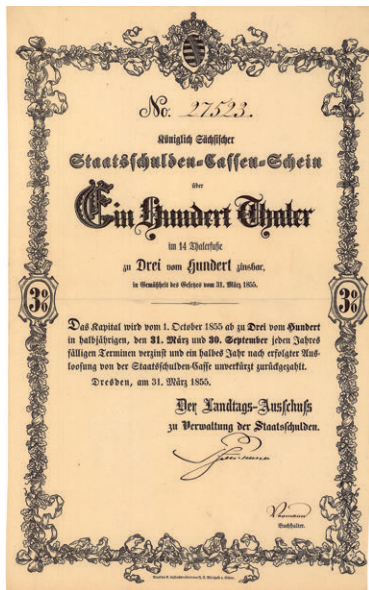 No. 27523.
Königlich Sächsischer
Staatsschulden-Cassen-Schein
über
Ein Hundert Thaler
im 14 Thalerfuße
zu Drei vom Hundert zinsbar,
in Gemäßheit des Gesetzes vom 31. März 1855.
3%
3%
Das Kapital wird vom 1. October 1855 ab zu Drei vom Hundert
in halbjährigen, den 31. März und 30. September jeden Jahres
fälligen Terminen verzinst und ein halbes Jahr nach erfolgter Aus-
loosung von der Staatsschulden-Casse unverkürzt zurückgezahlt.
Dresden, am 31. März 1855.
Der Landtags-Ausschuß
zu Verwaltung der Staatsschulden.
Buchhalter.